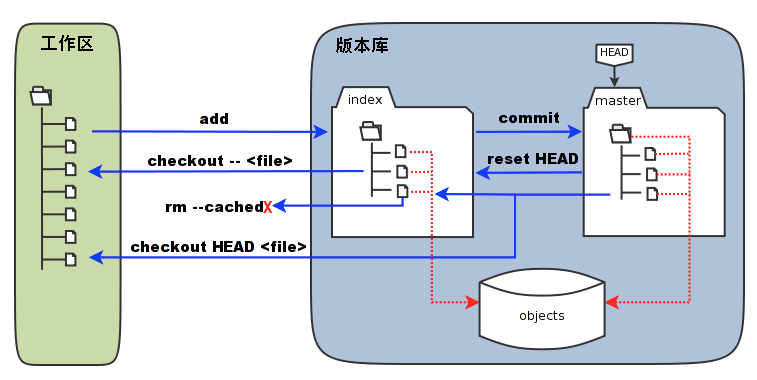 工作区
版本库
HEAD
index
master
add
commit
checkout -- <file>
reset HEAD
rm --cachedX
checkout HEAD <file>
objects